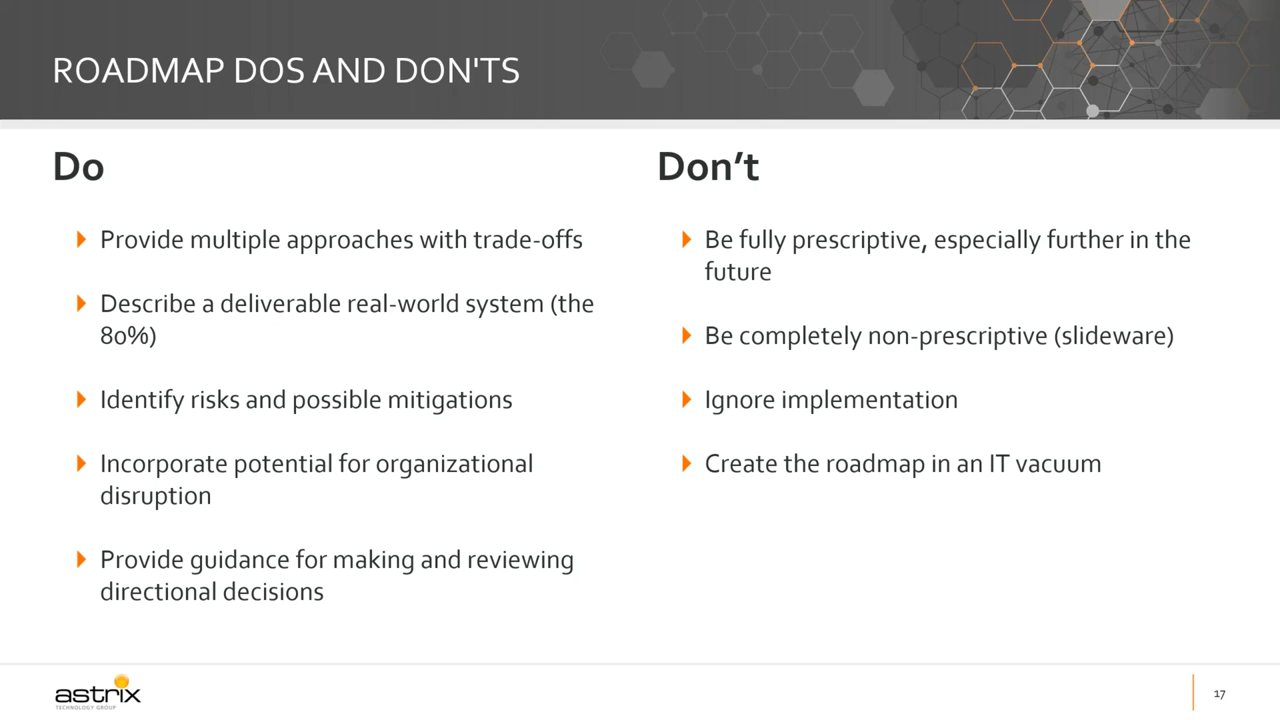 ROADMAP DOS AND DON'TS
Do
Provide multiple approaches with trade-offs
Describe a deliverable real-world system (the
80%)
Identify risks and possible mitigations
Incorporate potential for organizational
disruption
Provide guidance for making and reviewing
directional decisions
Don’t
Be fully prescriptive, especially further in the
future
Be completely non-prescriptive (slideware)
Ignore implementation
Create the roadmap in an IT vacuum
astrix
TECHNOLOGY GROUP
17